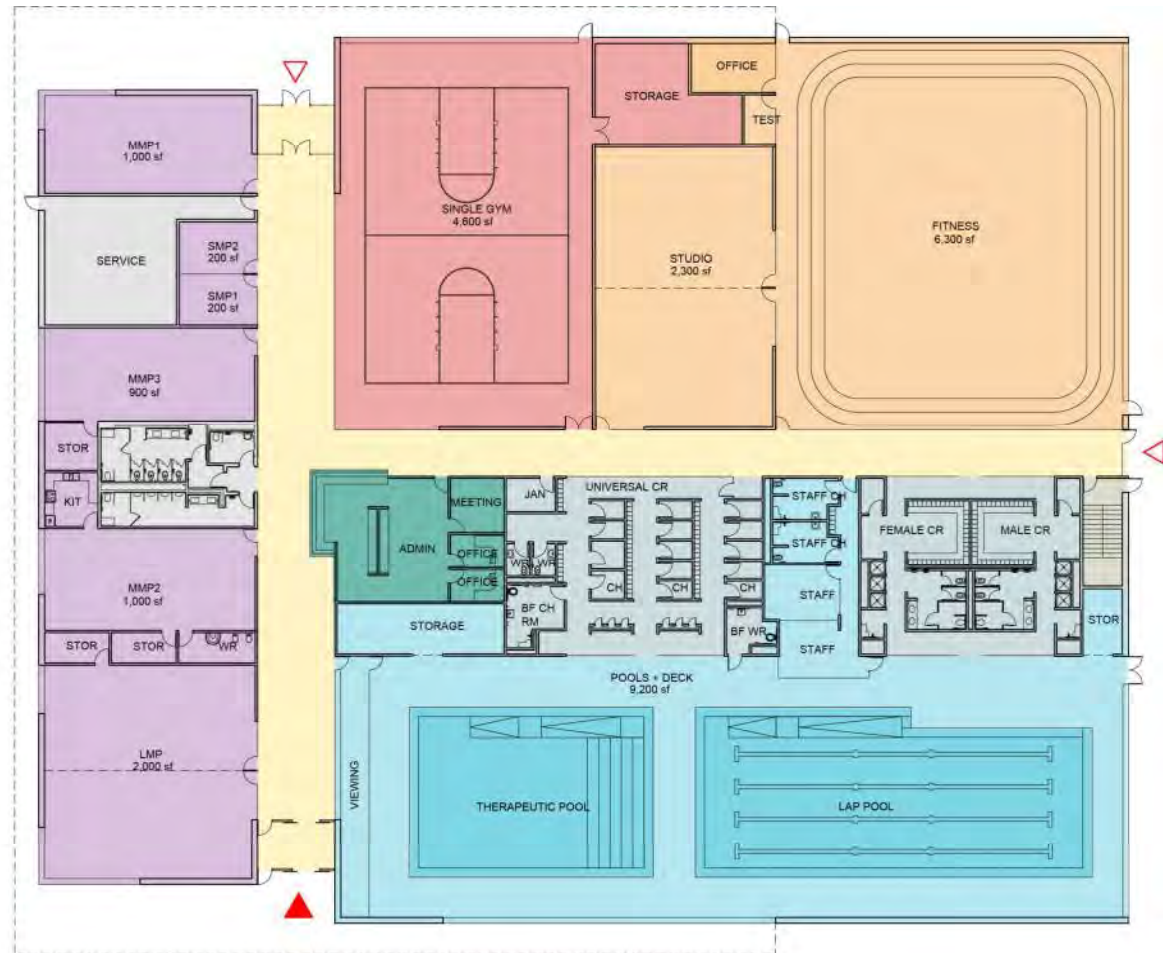 OFFICE
STORAGE
TEST
MMP1
1,000 sf
SINGLE GYM
4,600 sf
FITNESS
6,300 sf
SMP2
200 sf
SERVICE
STUDIO
2,300 sf
SMP1
200 sf
MMP3
900 sf
STOR
KIT
UNIVERSAL CR
JAN
MEETING
STAFF CH
FEMALE CR
MALE CR
ADMIN
STAFF CH
OFFICE
WR
WR
OFFICE
CH
CH
CH
STAFF
MMP2
1,000 sf
STORAGE
BF CH
RM
BF WR
STOR
STOR
STOR
WR
STAFF
POOLS + DECK
9,200 sf
LMP
2,000 sf
VIEWING
THERAPEUTIC POOL
LAP POOL